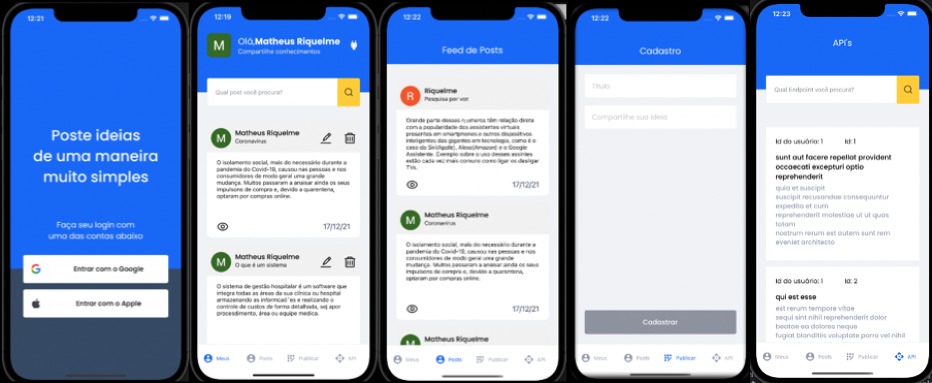 12:21
Poste ideias
de uma maneira
muito simples
Faça seu login com
uma das contas abaixo
Entrar com o Google
Entrar com o Apple
12:19
M
Olá, Matheus Riquelme
Compartilhe conhecimentos
Qual post você procura?
M
Matheus Riquelme
Coronavirus
O isolamento social, mais do necessário durante a
pandemia do Covid-19, causou nas pessoas e nos
consumidores de modo geral uma grande
mudança. Muitos passaram a analisar ainda os seus
impulsos de compra e, devido a quarentena,
optaram por compras online.
17/12/21
M
Matheus Riquelme
O que é um sistema
O sistema de gestão hospitalar é um software que
integra todas as áreas da sua clínica ou hospital
armazenando as informações e realizando o
controle de custos de forma detalhada, sej apor
procedimento, área ou equipe medica.
Meus
Posts
Publicar
API
12:22
Feed de Posts
R
Riquelme
Pesquisa por voz
Grande parte desses números têm relação direta
com a popularidade dos assistentes virtuais
presentes em smartphones e outros dispositivos
inteligentes das gigantes em tecnologia, como é o
caso da Siri(Apple), Alexa(Amazon) e o Google
Assistente. Exemplo sobre o uso desses
estão cada vez mais comuns como ligar ou desligar
TVs.
17/12/21
M
Matheus Riquelme
Coronavirus
O isolamento social, mais do necessário durante a
pandemia do Covid-19, causou nas pessoas e nos
consumidores de modo geral uma grande
mudança. Muitos passaram a analisar ainda os seus
impulsos de compra e, devido a quarentena,
optaram por compras online.
17/12/21
Matheus Riquelme
Meus
Posts
Publicar
API
12:22
Cadastro
Titulo
Compartilhe sua ideia
Cadastrar
Meus
Posts
Publicar
API
12:23
API's
Qual Endpoint você procura?
Id do usuário: 1 Id: 1
sunt aut facere repellat provident
occaecati excepturi optio
reprehenderit
quia et suscipit
suscipit recusandae consequuntur
expedita et cum
reprehenderit molestiae ut ut quas
totam
nostrum rerum est autem sunt rem
eveniet architecto
Id do usuário: 1 Id: 2
qui est esse
est rerum tempore vitae
sequi sint nihil reprehenderit dolor
beatae ea dolores neque
fugiat blanditiis voluptate porro vel nihil
Meus
Posts
Publicar
API